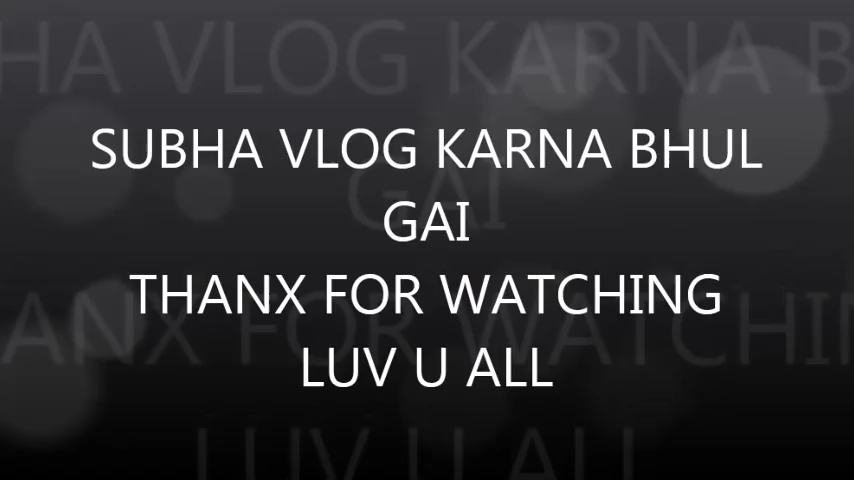 SUBHA VLOG KARNA BHUL
GAI
THANX FOR WATCHING
LUV U ALL